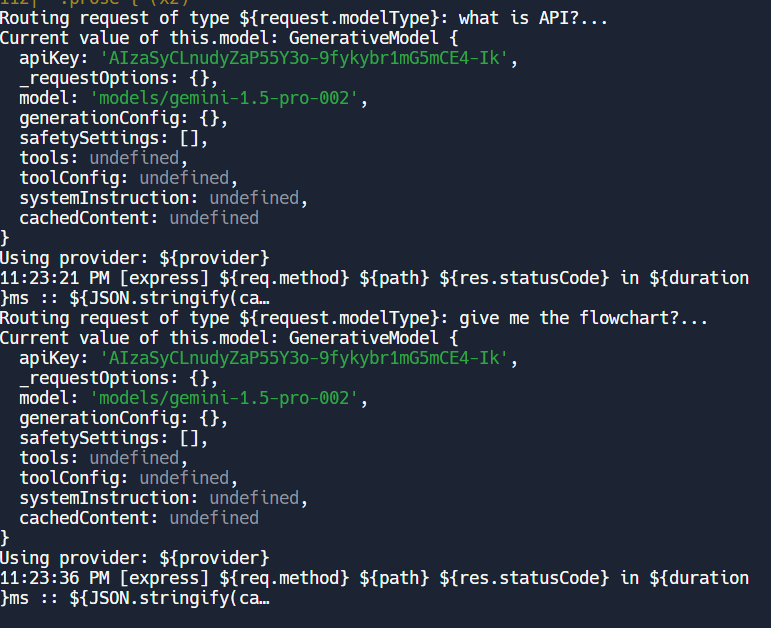 Routing request of type ${request.modelType}: what is API?...
Current value of this.model: GenerativeModel {
  apiKey: 'AIzaSyCLnudyZaP55Y3o-9fykybr1mG5mCE4-Ik',
  _requestOptions: {},
  model: 'models/gemini-1.5-pro-002',
  generationConfig: {},
  safetySettings: [],
  tools: undefined,
  toolConfig: undefined,
  systemInstruction: undefined,
  cachedContent: undefined
}
Using provider: ${provider}
11:23:21 PM [express] ${req.method} ${path} ${res.statusCode} in ${duration
}ms :: ${JSON.stringify(ca…
Routing request of type ${request.modelType}: give me the flowchart?...
Current value of this.model: GenerativeModel {
  apiKey: 'AIzaSyCLnudyZaP55Y3o-9fykybr1mG5mCE4-Ik',
  _requestOptions: {},
  model: 'models/gemini-1.5-pro-002',
  generationConfig: {},
  safetySettings: [],
  tools: undefined,
  toolConfig: undefined,
  systemInstruction: undefined,
  cachedContent: undefined
}
Using provider: ${provider}
11:23:36 PM [express] ${req.method} ${path} ${res.statusCode} in ${duration
}ms :: ${JSON.stringify(ca…